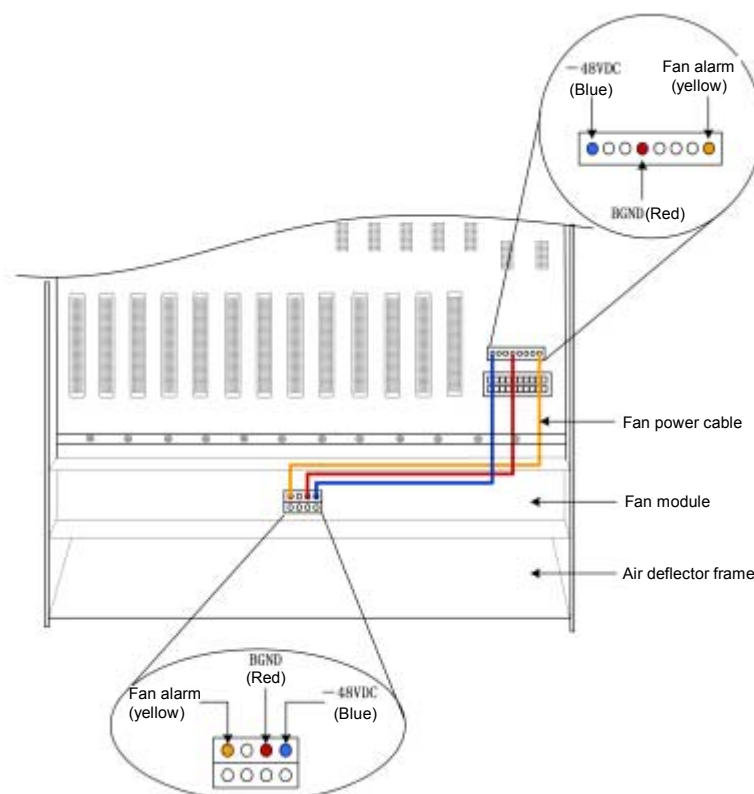 －48VDC
(Blue)
Fan alarm
(yellow)
BGND(Red)
Fan power cable
Fan module
Air deflector frame
BGND
(Red)
Fan alarm
(yellow)
－48VDC
(Blue)